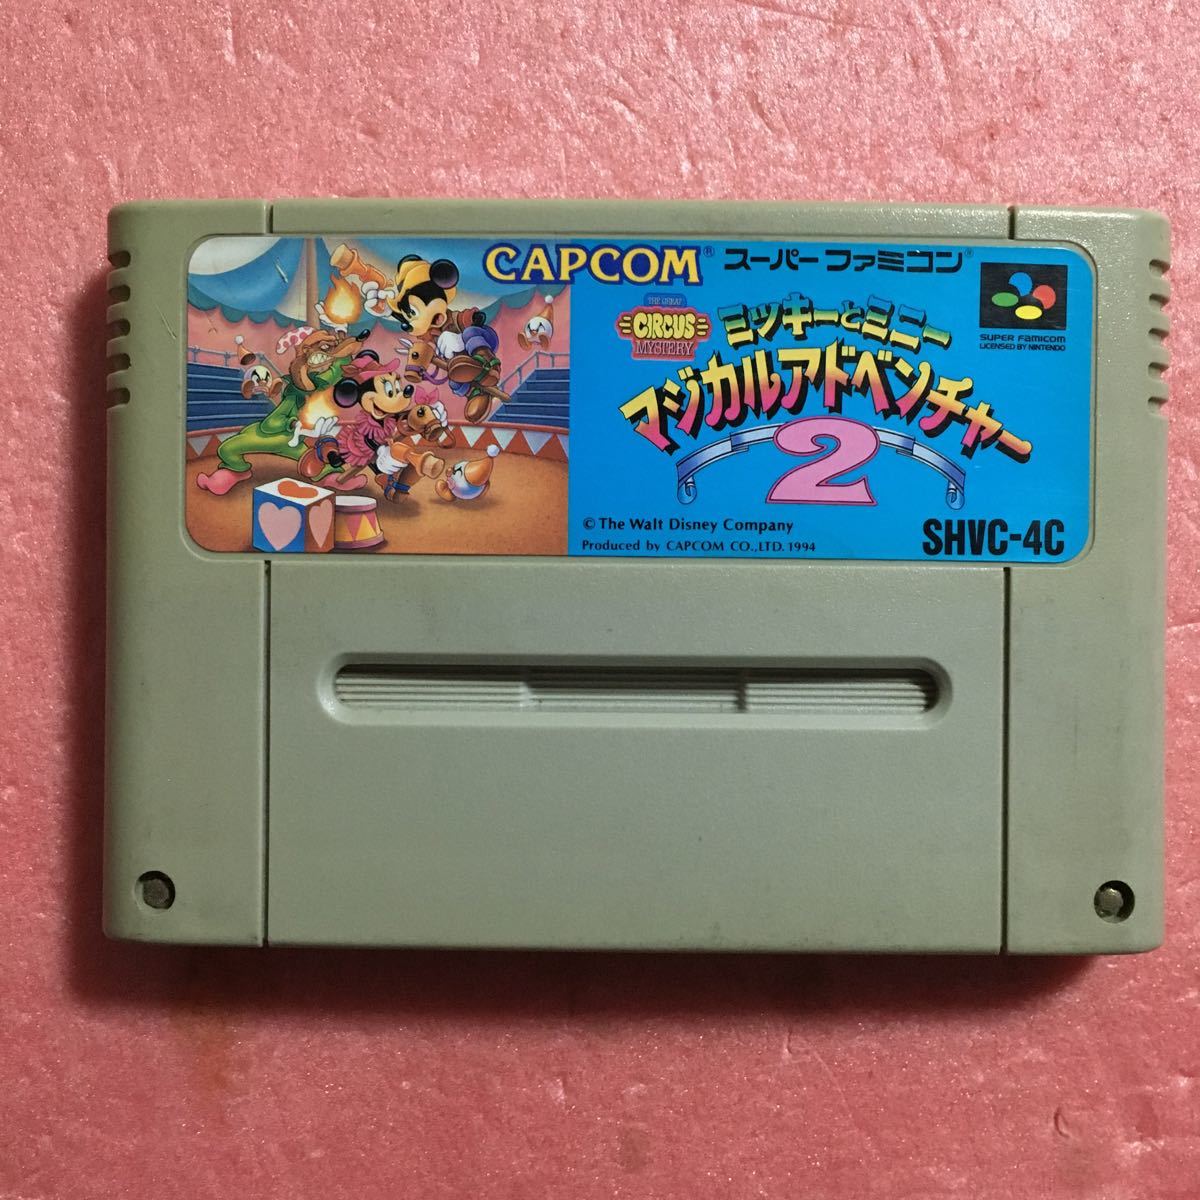 CAPCOM® スーパーファミコン®
THE GREAT
CIRCUS
MYSTERY
ミッキーとミニー
マジカルアドベンチャー
2
SUPER FAMICOM
LICENSED BY NINTENDO
© The Walt Disney Company
Produced by CAPCOM CO.,LTD. 1994
SHVC-4C